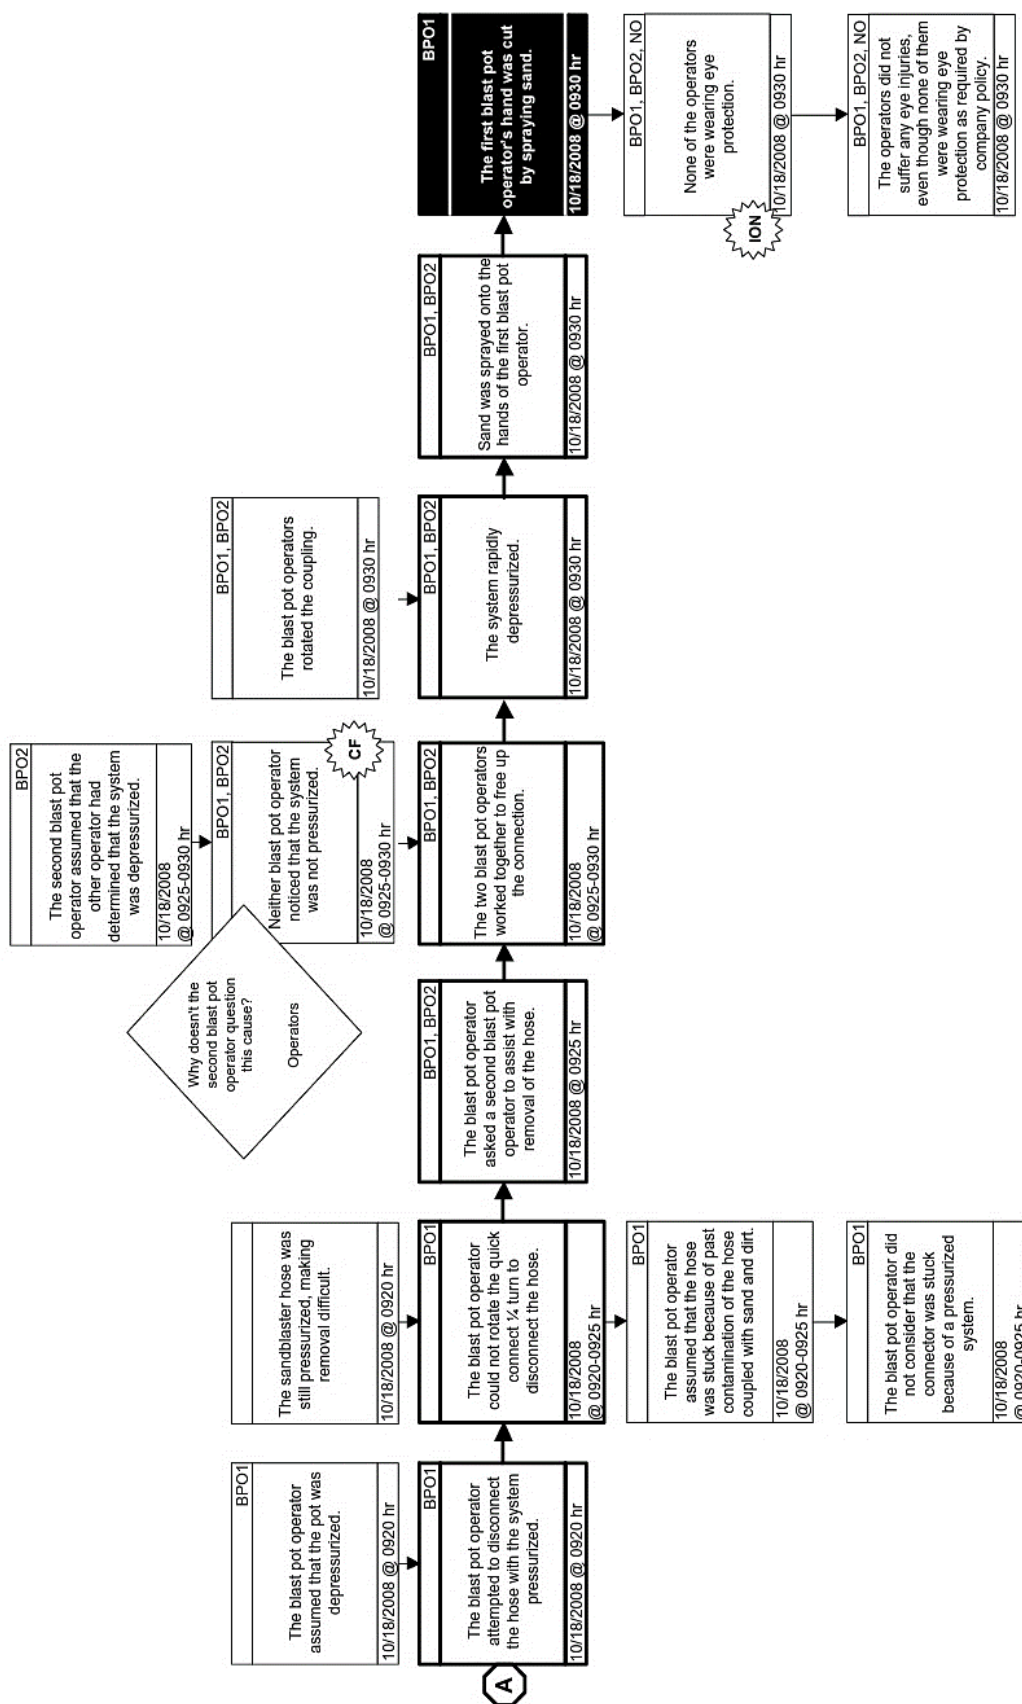 BPO2
The second blast pot
operator assumed that the
other operator had
determined that the system
was depressurized.
10/18/2008
@ 0925-0930 hr
BPO1
The blast pot operator
assumed that the pot was
depressurized.
10/18/2008 @ 0920 hr
The sandblaster hose was
still pressurized, making
removal difficult.
10/18/2008 @ 0920 hr
Why doesn't the
second blast pot
operator question
this cause?
Operators
BPO1, BPO2
Neither blast pot operator
noticed that the system
was not pressurized.
10/18/2008
@ 0925-0930 hr
CF
BPO1, BPO2
The blast pot operators
rotated the coupling.
10/18/2008 @ 0930 hr
A
BPO1
The blast pot operator
attempted to disconnect
the hose with the system
pressurized.
10/18/2008 @ 0920 hr
BPO1
The blast pot operator
could not rotate the quick
connect ¼ turn to
disconnect the hose.
10/18/2008
@ 0920-0925 hr
BPO1, BPO2
The blast pot operator
asked a second blast pot
operator to assist with
removal of the hose.
10/18/2008 @ 0925 hr
BPO1, BPO2
The two blast pot operators
worked together to free up
the connection.
10/18/2008
@ 0925-0930 hr
BPO1, BPO2
The system rapidly
depressurized.
10/18/2008 @ 0930 hr
BPO1, BPO2
Sand was sprayed onto the
hands of the first blast pot
operator.
10/18/2008 @ 0930 hr
BPO1
The first blast pot
operator's hand was cut
by spraying sand.
10/18/2008 @ 0930 hr
BPO1
The blast pot operator
assumed that the hose
was stuck because of past
contamination of the hose
coupled with sand and dirt.
10/18/2008
@ 0920-0925 hr
BPO1, BPO2, NO
None of the operators
were wearing eye
protection.
10/18/2008 @ 0930 hr
ION
BPO1
The blast pot operator did
not consider that the
connector was stuck
because of a pressurized
system.
10/18/2008
@ 0920-0925 hr
BPO1, BPO2, NO
The operators did not
suffer any eye injuries,
even though none of them
were wearing eye
protection as required by
company policy.
10/18/2008 @ 0930 hr